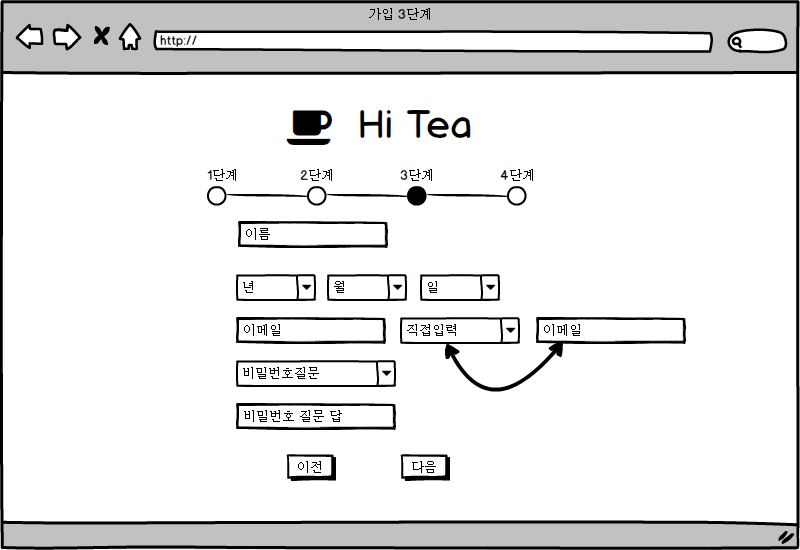 가입 3단계
http://
Hi Tea
1단계 2단계 3단계 4단계
이름
년 월 일
이메일 직접입력 이메일
비밀번호질문
비밀번호 질문 답
이전 다음